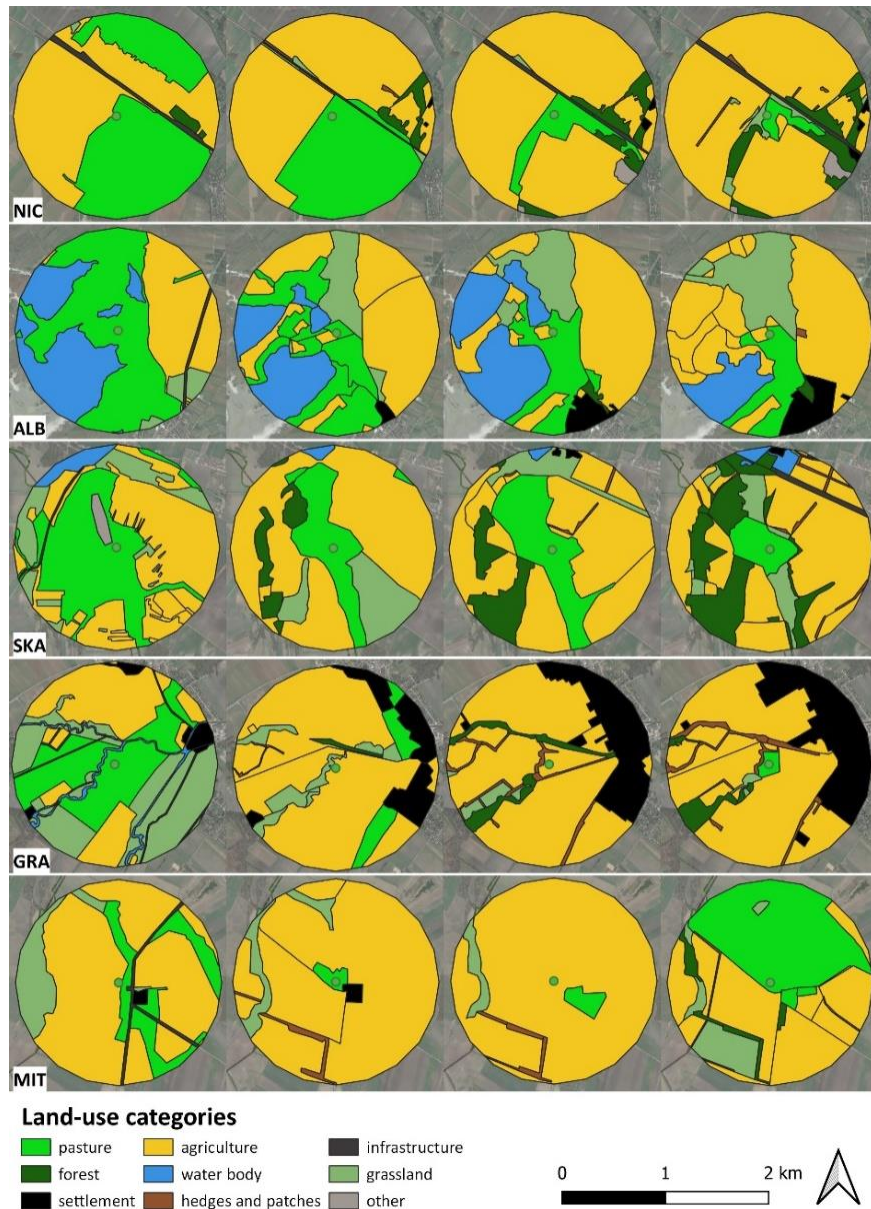 NIC
ALB
SKA
GRA
MIT
Land-use categories
pasture agriculture infrastructure
forest water body grassland
settlement hedges and patches other
0 1 2 km